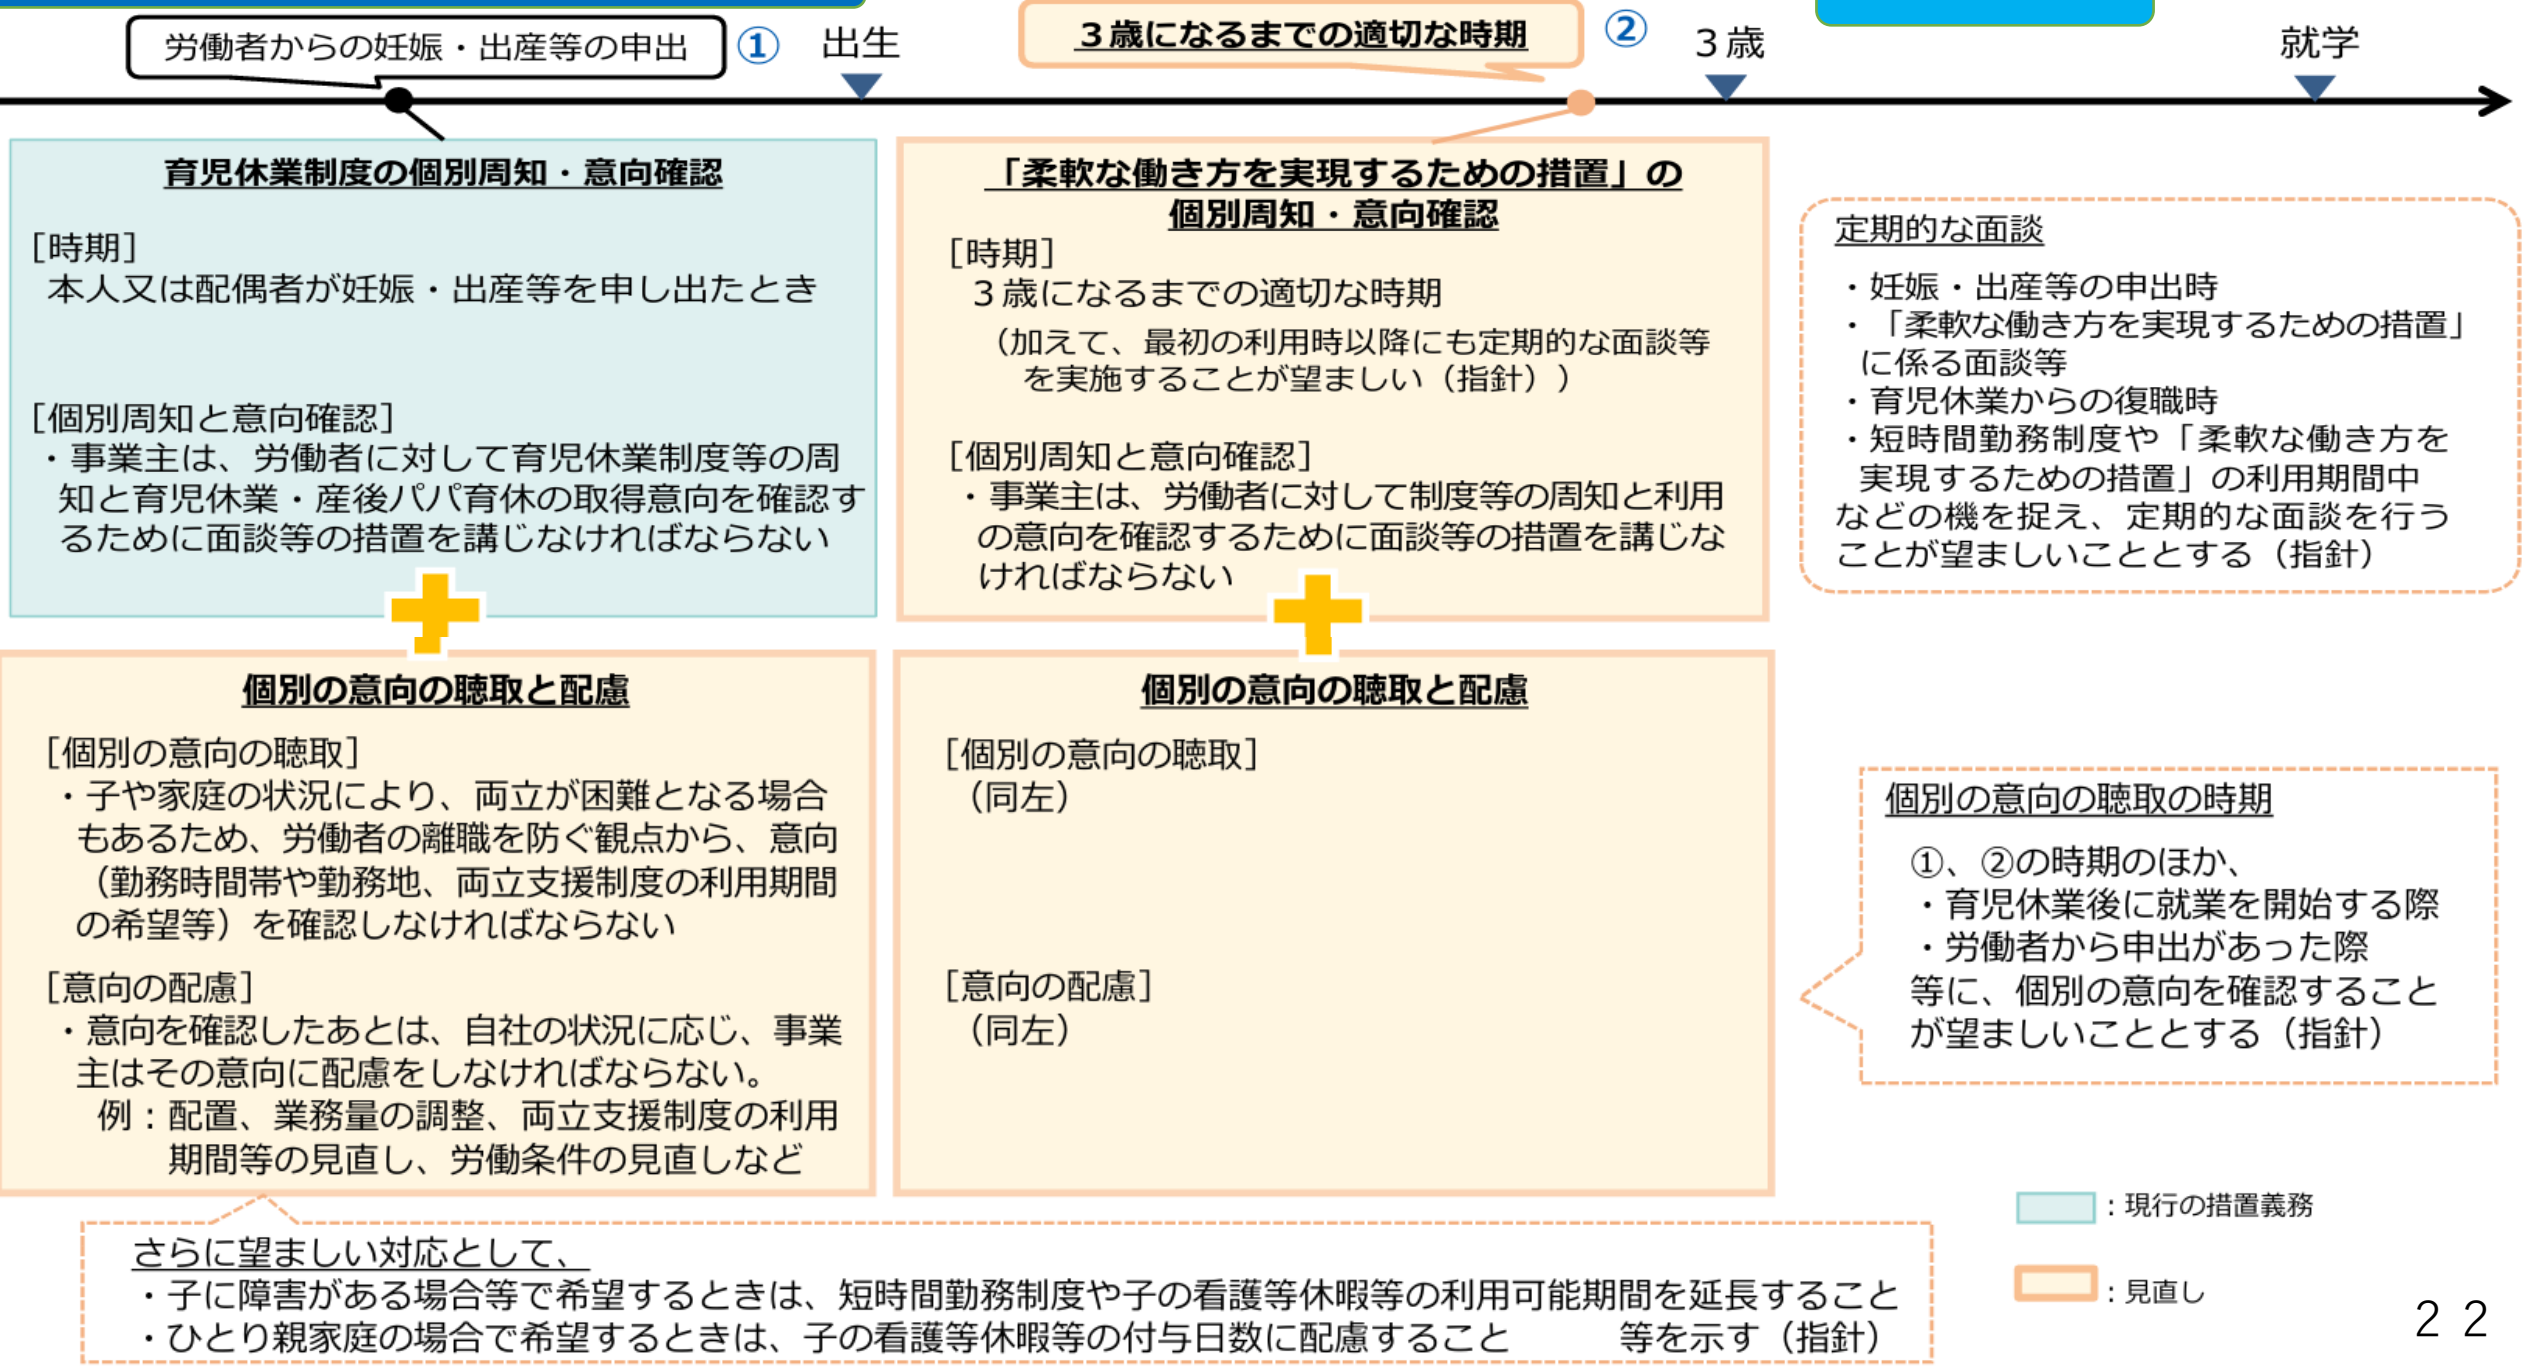 労働者からの妊娠・出産等の申出
①
出生
３歳になるまでの適切な時期
②
３歳
就学
育児休業制度の個別周知・意向確認
［時期］
本人又は配偶者が妊娠・出産等を申し出たとき
［個別周知と意向確認］
・事業主は、労働者に対して育児休業制度等の周
知と育児休業・産後パパ育休の取得意向を確認す
るために面談等の措置を講じなければならない
「柔軟な働き方を実現するための措置」の
個別周知・意向確認
［時期］
３歳になるまでの適切な時期
（加えて、最初の利用時以降にも定期的な面談等
を実施することが望ましい（指針））
［個別周知と意向確認］
・事業主は、労働者に対して制度等の周知と利用
の意向を確認するために面談等の措置を講じな
ければならない
定期的な面談
・妊娠・出産等の申出時
・「柔軟な働き方を実現するための措置」
に係る面談等
・育児休業からの復職時
・短時間勤務制度や「柔軟な働き方を
実現するための措置」の利用期間中
などの機を捉え、定期的な面談を行う
ことが望ましいこととする（指針）
個別の意向の聴取と配慮
［個別の意向の聴取］
・子や家庭の状況により、両立が困難となる場合
もあるため、労働者の離職を防ぐ観点から、意向
（勤務時間帯や勤務地、両立支援制度の利用期間
の希望等）を確認しなければならない
［意向の配慮］
・意向を確認したあとは、自社の状況に応じ、事業
主はその意向に配慮をしなければならない。
例：配置、業務量の調整、両立支援制度の利用
期間等の見直し、労働条件の見直しなど
個別の意向の聴取と配慮
［個別の意向の聴取］
（同左）
［意向の配慮］
（同左）
個別の意向の聴取の時期
①、②の時期のほか、
・育児休業後に就業を開始する際
・労働者から申出があった際
等に、個別の意向を確認すること
が望ましいこととする（指針）
さらに望ましい対応として、
・子に障害がある場合等で希望するときは、短時間勤務制度や子の看護等休暇等の利用可能期間を延長すること
・ひとり親家庭の場合で希望するときは、子の看護等休暇等の付与日数に配慮すること　　　等を示す（指針）
：現行の措置義務
：見直し
２２